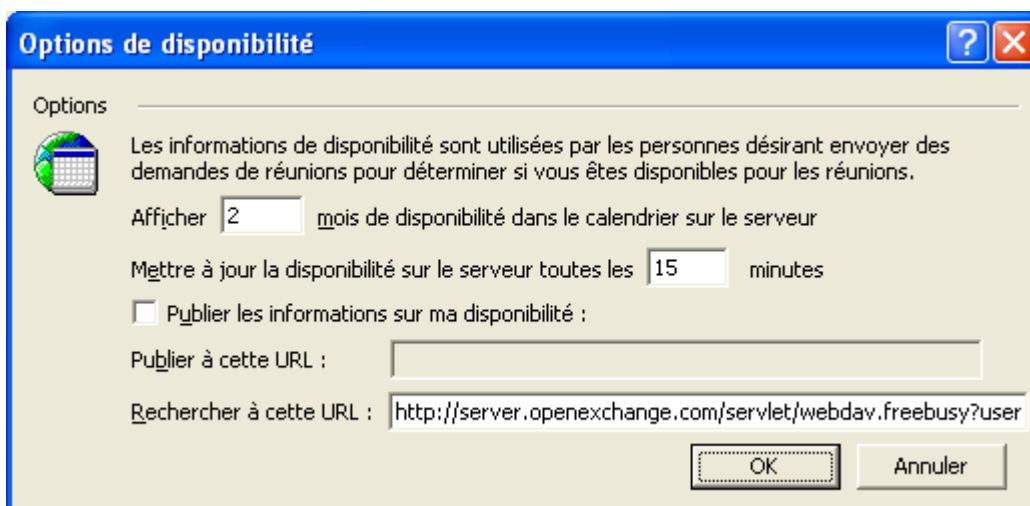 Options de disponibilité
Options
Les informations de disponibilité sont utilisées par les personnes désirant envoyer des
demandes de réunions pour déterminer si vous êtes disponibles pour les réunions.
Afficher 2 mois de disponibilité dans le calendrier sur le serveur
Mettre à jour la disponibilité sur le serveur toutes les 15 minutes
Publier les informations sur ma disponibilité :
Publier à cette URL :
Rechercher à cette URL : http://server.openexchange.com/servlet/webdav.freebusy?user
OK Annuler